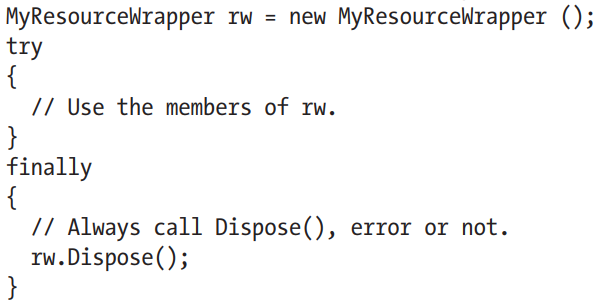 MyResourceWrapper rw = new MyResourceWrapper ();
try
{
  // Use the members of rw.
}
finally
{
  // Always call Dispose(), error or not.
  rw.Dispose();
}